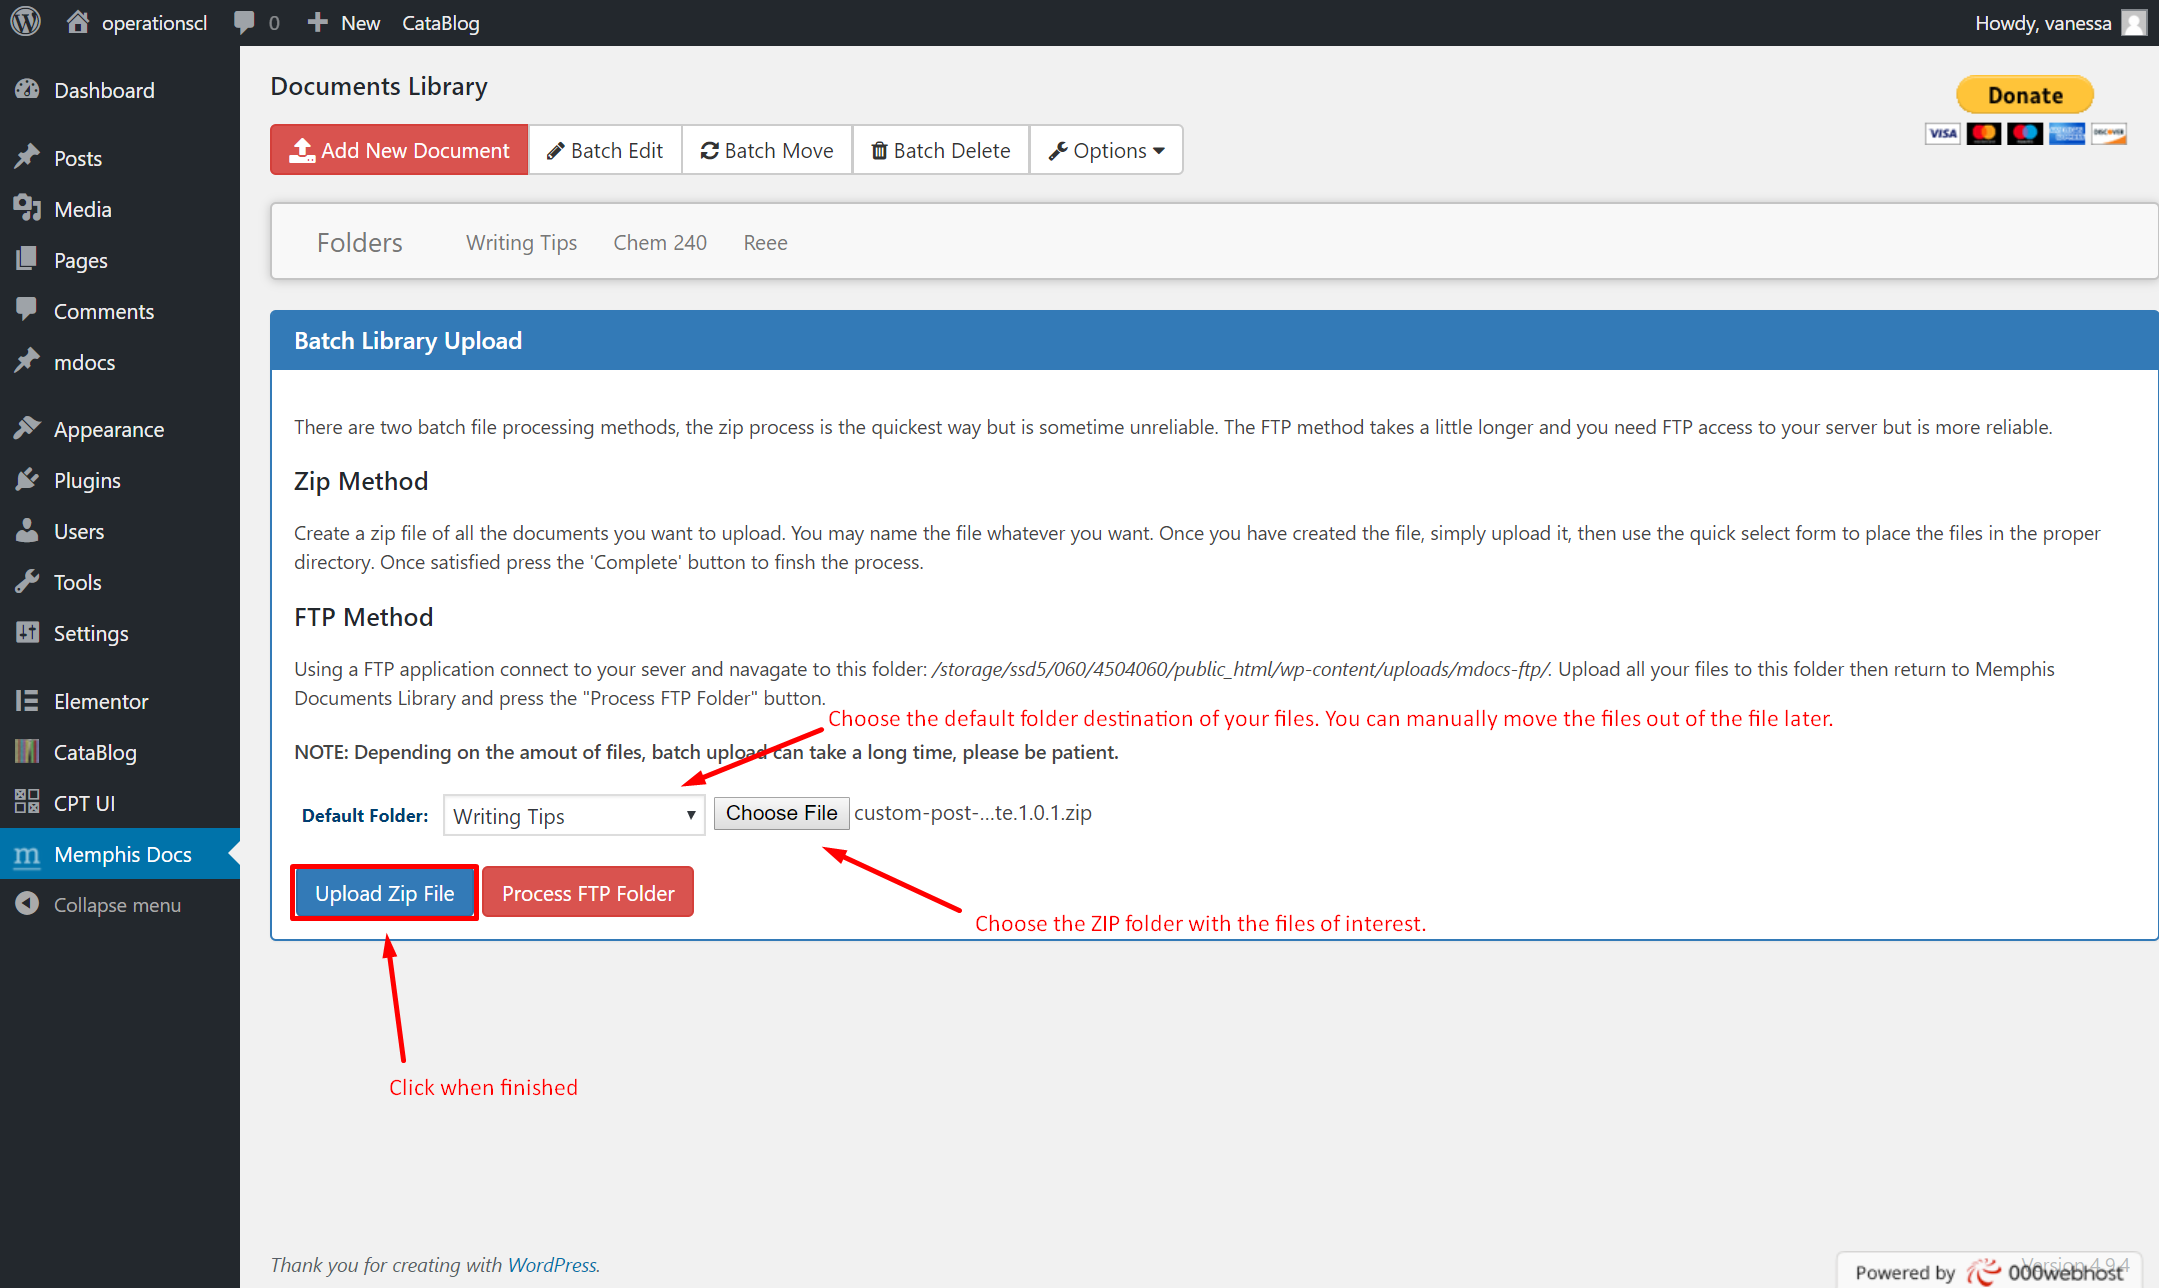 operationscl 0 New CataBlog Howdy, vanessa
Dashboard
Posts
Media
Pages
Comments
mdocs
Appearance
Plugins
Users
Tools
Settings
Elementor
CataBlog
CPT UI
m Memphis Docs
Collapse menu
Documents Library
Donate
VISA DISCOVER
Add New Document Batch Edit Batch Move Batch Delete Options
Folders Writing Tips Chem 240 Reee
Batch Library Upload
There are two batch file processing methods, the zip process is the quickest way but is sometime unreliable. The FTP method takes a little longer and you need FTP access to your server but is more reliable.
Zip Method
Create a zip file of all the documents you want to upload. You may name the file whatever you want. Once you have created the file, simply upload it, then use the quick select form to place the files in the proper
directory. Once satisfied press the 'Complete' button to finsh the process.
FTP Method
Using a FTP application connect to your sever and navagate to this folder: /storage/ssd5/060/4504060/public_html/wp-content/uploads/mdocs-ftp/. Upload all your files to this folder then return to Memphis
Documents Library and press the "Process FTP Folder" button.
Choose the default folder destination of your files. You can manually move the files out of the file later.
NOTE: Depending on the amout of files, batch upload can take a long time, please be patient.
Default Folder: Writing Tips Choose File custom-post-...te.1.0.1.zip
Upload Zip File Process FTP Folder
Choose the ZIP folder with the files of interest.
Click when finished
Thank you for creating with WordPress.
Version 4.9.4
Powered by 000webhost